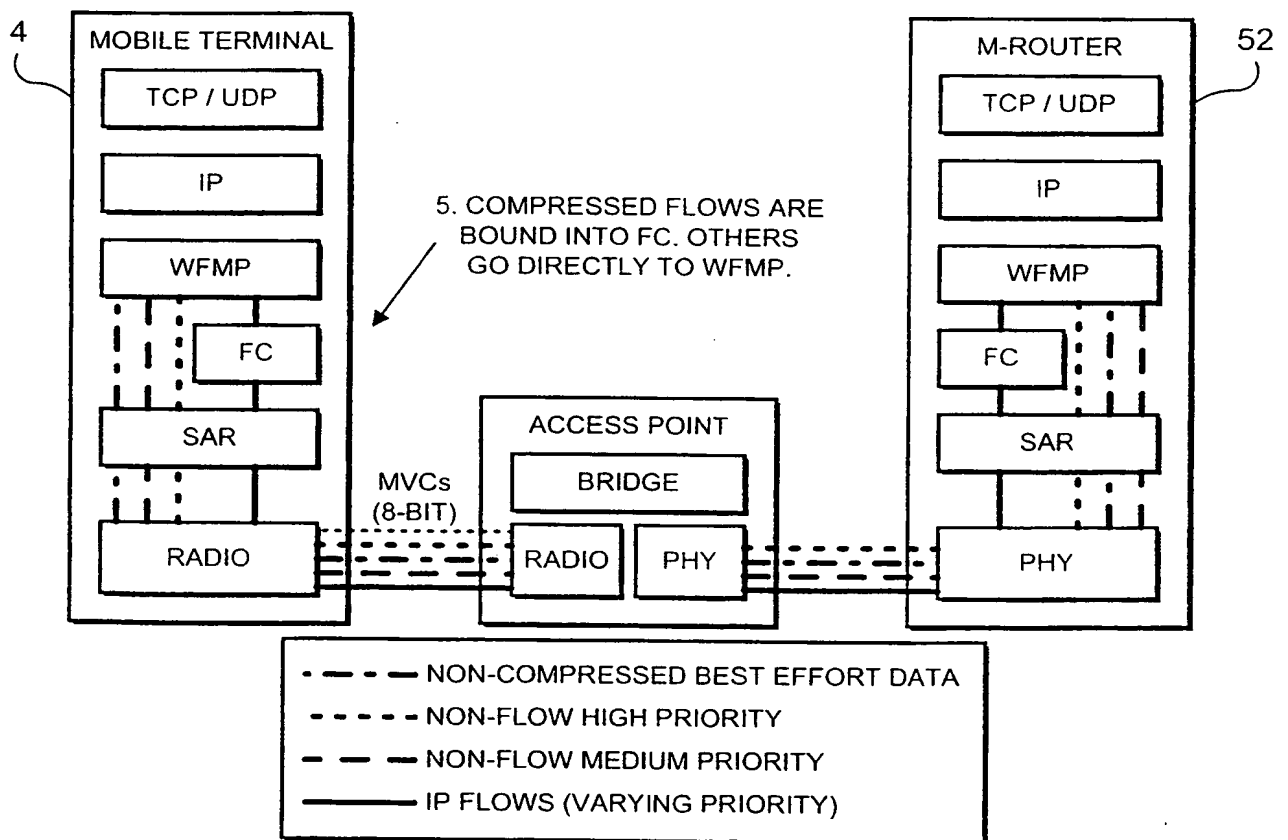 4
MOBILE TERMINAL
TCP / UDP
IP
WFMP
FC
SAR
RADIO
5. COMPRESSED FLOWS ARE
BOUND INTO FC. OTHERS
GO DIRECTLY TO WFMP.
MVCs
(8-BIT)
ACCESS POINT
BRIDGE
RADIO
PHY
M-ROUTER
52
TCP / UDP
IP
WFMP
FC
SAR
PHY
NON-COMPRESSED BEST EFFORT DATA
NON-FLOW HIGH PRIORITY
NON-FLOW MEDIUM PRIORITY
IP FLOWS (VARYING PRIORITY)